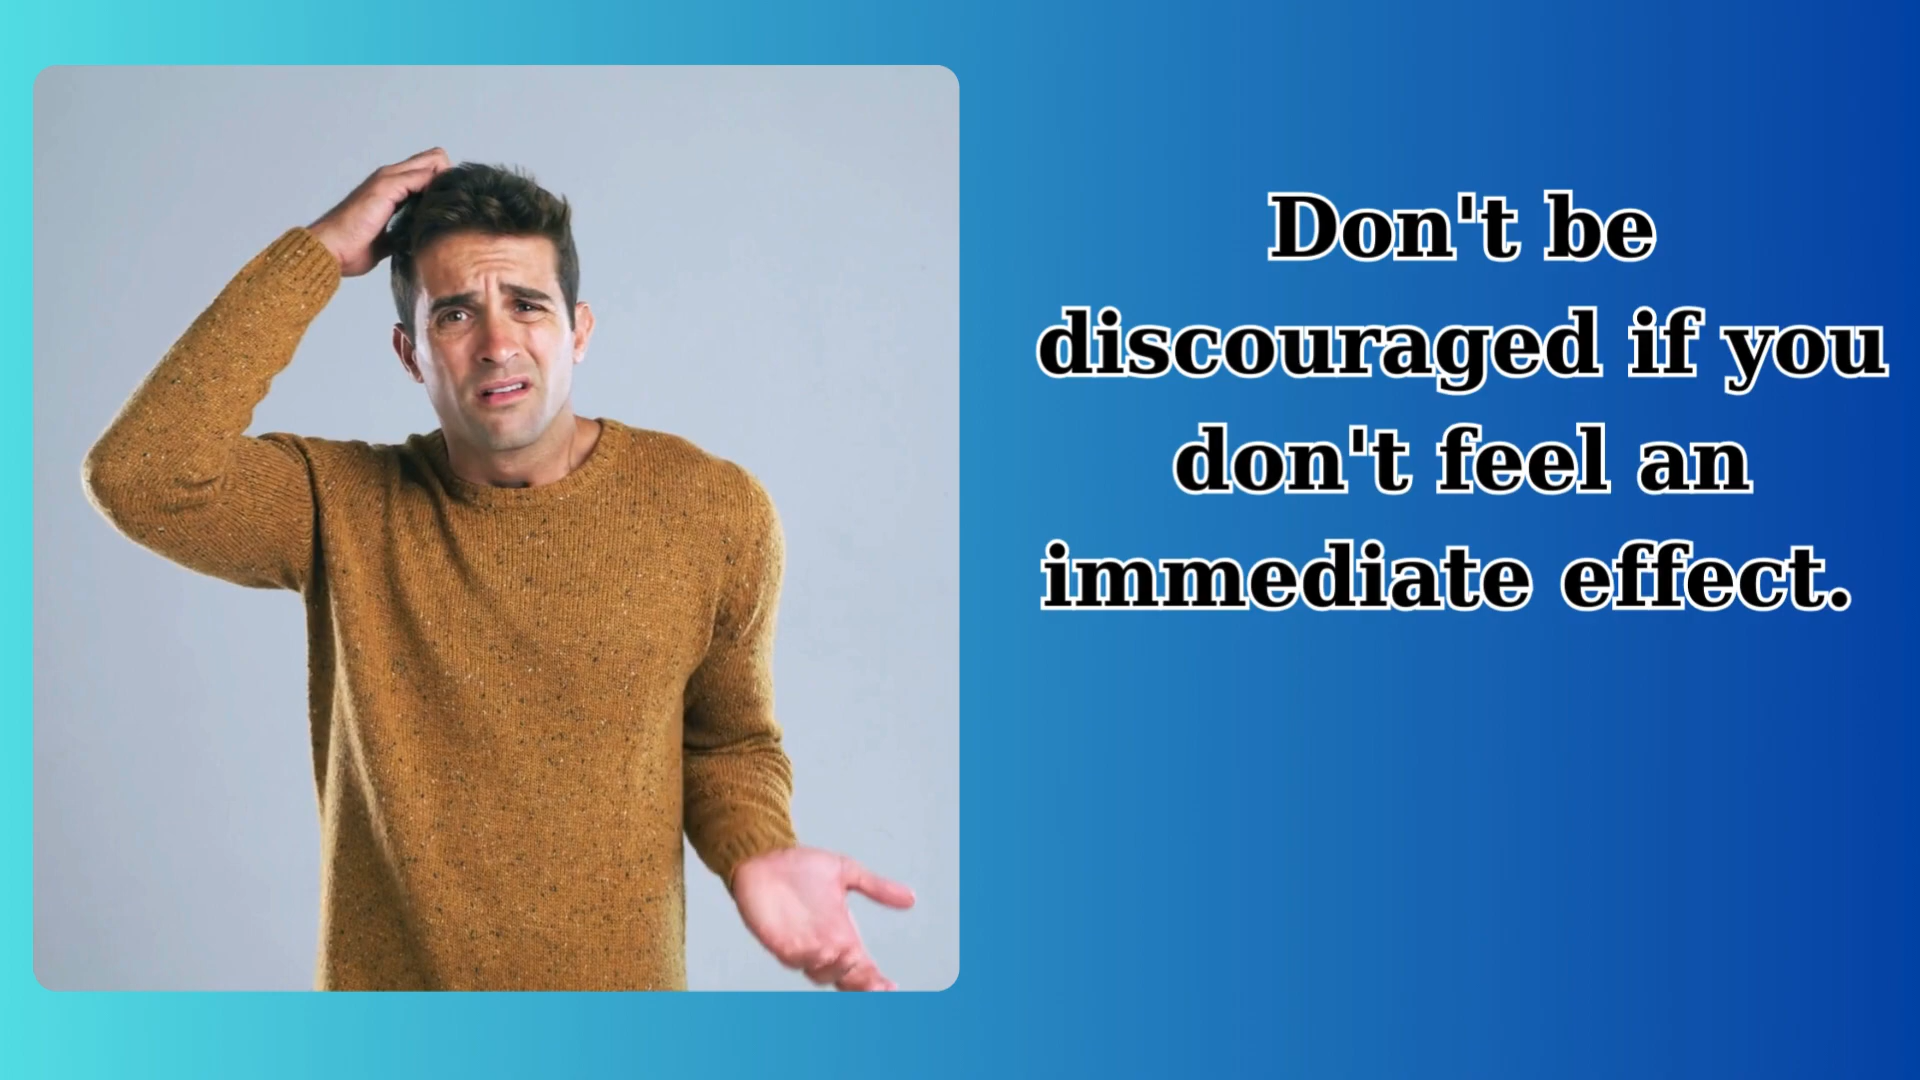 Don't be
discouraged if you
don't feel an
immediate effect.